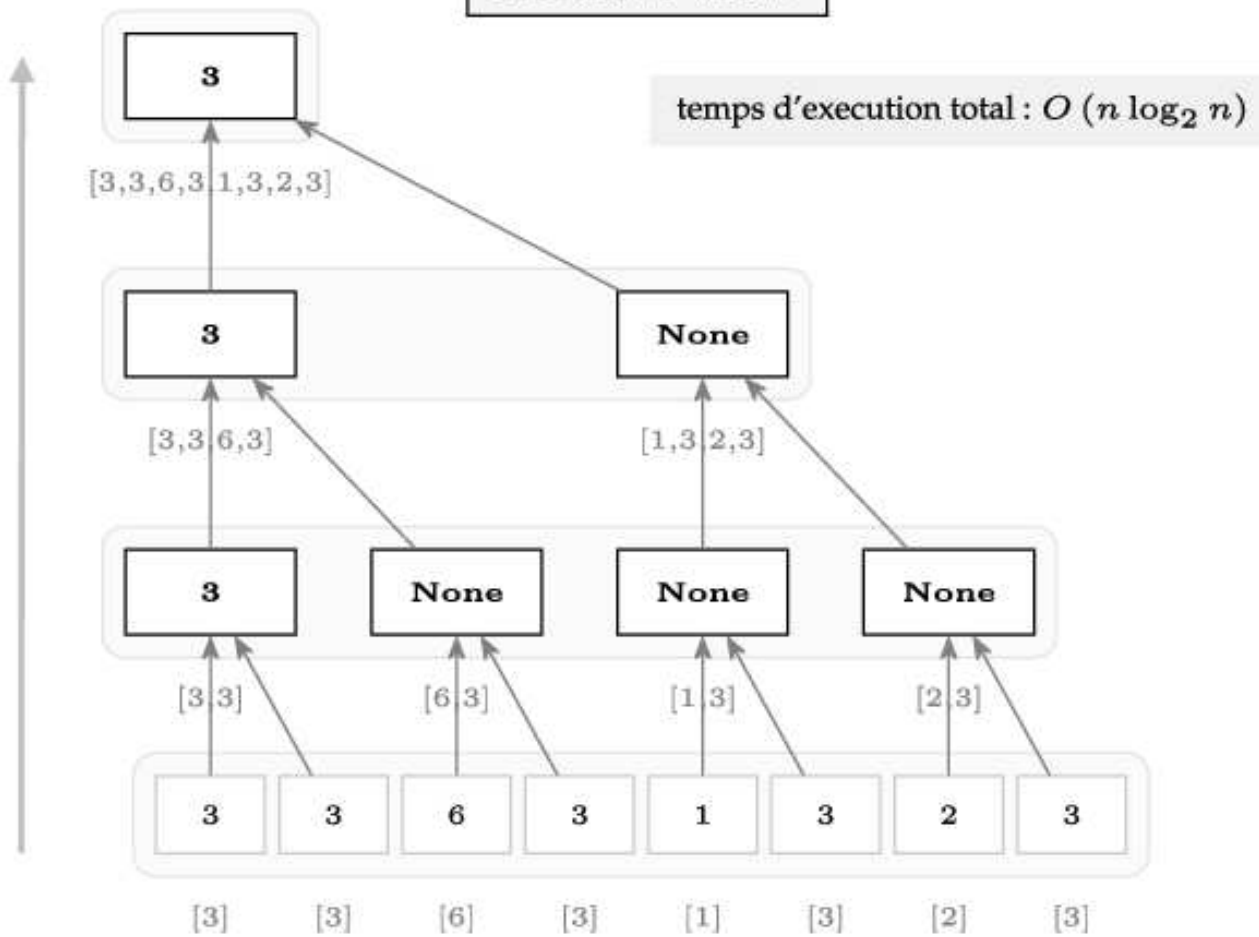 3
temps d'execution total : O (n log₂ n)
[3,3,6,3,1,3,2,3]
3 None
[3,3,6,3] [1,3,2,3]
3 None None None
[3,3] [6,3] [1,3] [2,3]
3 3 6 3 1 3 2 3
[3] [3] [6] [3] [1] [3] [2] [3]